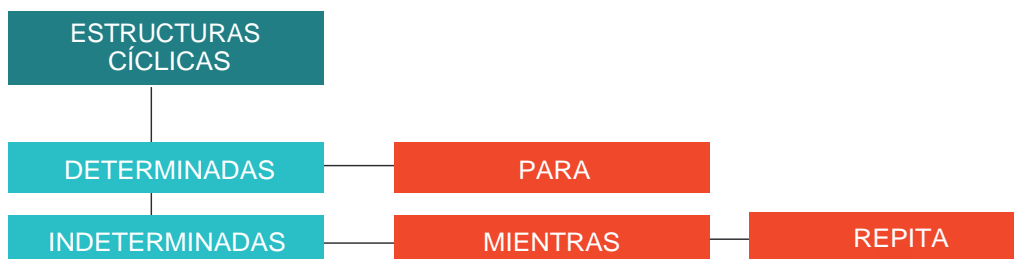 ESTRUCTURAS
CÍCLICAS
DETERMINADAS
PARA
INDETERMINADAS
MIENTRAS
REPITA